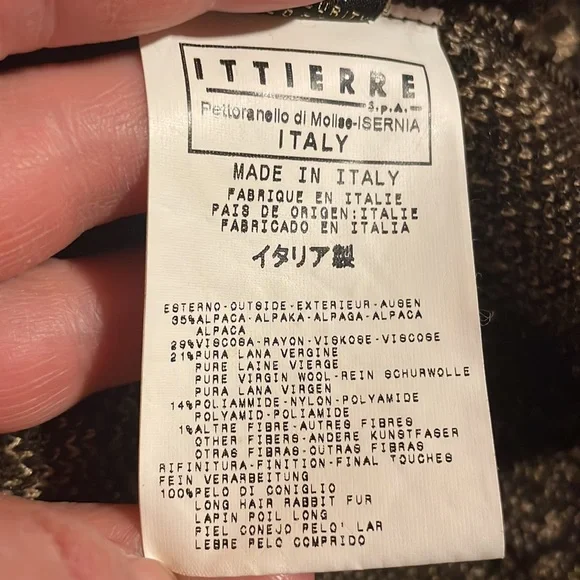 ITTIERRE
S.p.A.
Pettoranello di Molise-ISERNIA
ITALY
MADE IN ITALY
FABRIQUE EN ITALIE
PAIS DE ORIGEN:ITALIE
FABRICADO EN ITALIA
イタリア製
ESTERNO-OUTSIDE-EXTERIEUR-AUSEN
35%ALPACA-ALPAKA-ALPAGA-ALPACA
ALPACA
29%VISCOSA-RAYON-VISKOSE-VISCOSE
21%PURA LANA VERGINE
PURE LAINE VIERGE
PURE VIRGIN WOOL-REIN SCHURWOLLE
PURA LANA VIRGEN
14%POLIAMMIDE-NYLON-POLYAMIDE
POLYAMID-POLIAMIDE
1%ALTRE FIBRE-AUTRES FIBRES
OTHER FIBERS-ANDERE KUNSTFASER
OTRAS FIBRAS-OUTRAS FIBRAS
RIFINITURA-FINITION-FINAL TOUCHES
FEIN VERARBEITUNG
100%PELO DI CONIGLIO
LONG HAIR RABBIT FUR
LAPIN POIL LONG
PIEL CONEJO PELO' LAR
LEBRE PELO COMPRIDO